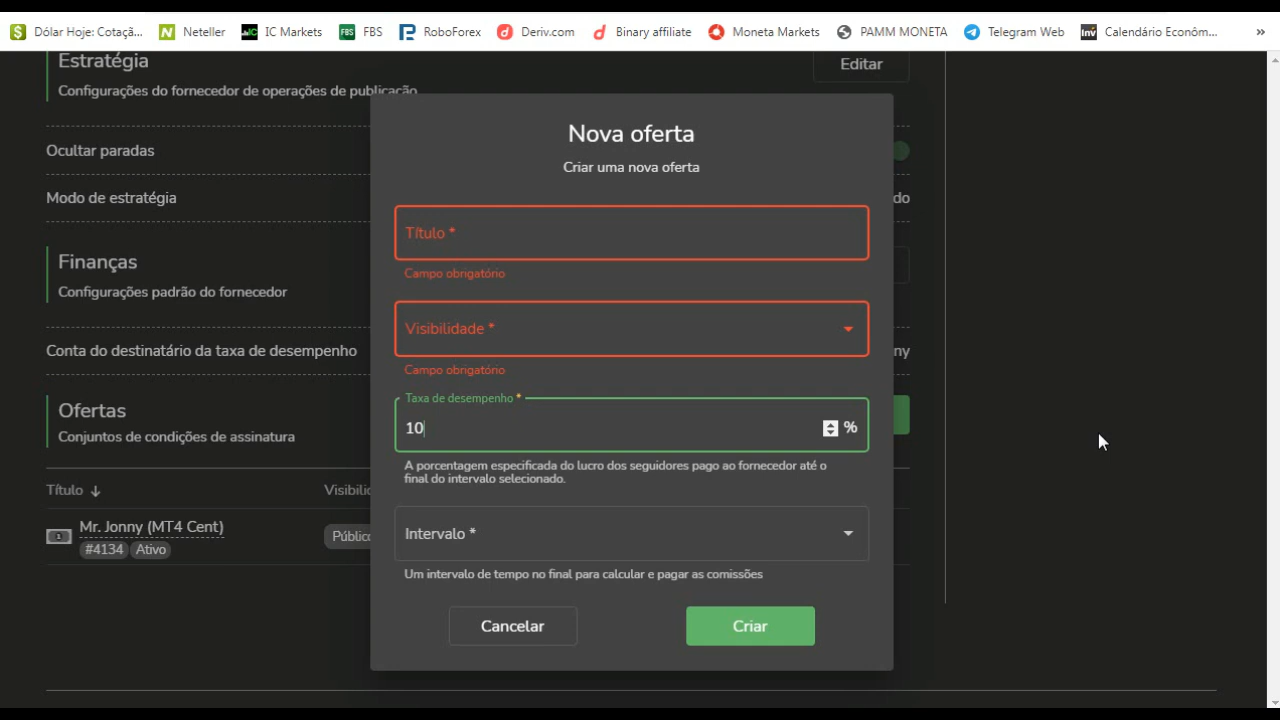 Dólar Hoje: Cotaçã...
Neteller
IC Markets
FBS
RoboForex
Deriv.com
Binary affiliate
Moneta Markets
PAMM MONETA
Telegram Web
Calendário Econôm...
»
Estratégia
Editar
Configurações do fornecedor de operações de publicação
Ocultar paradas
Modo de estratégia
do
Finanças
Configurações padrão do fornecedor
Conta do destinatário da taxa de desempenho
ny
Ofertas
Conjuntos de condições de assinatura
Título ↓
Visibilid
Mr. Jonny (MT4 Cent)
#4134 Ativo
Público
Nova oferta
Criar uma nova oferta
Título *
Campo obrigatório
Visibilidade *
Campo obrigatório
Taxa de desempenho *
10 %
A porcentagem especificada do lucro dos seguidores pago ao fornecedor até o
final do intervalo selecionado.
Intervalo *
Um intervalo de tempo no final para calcular e pagar as comissões
Cancelar
Criar